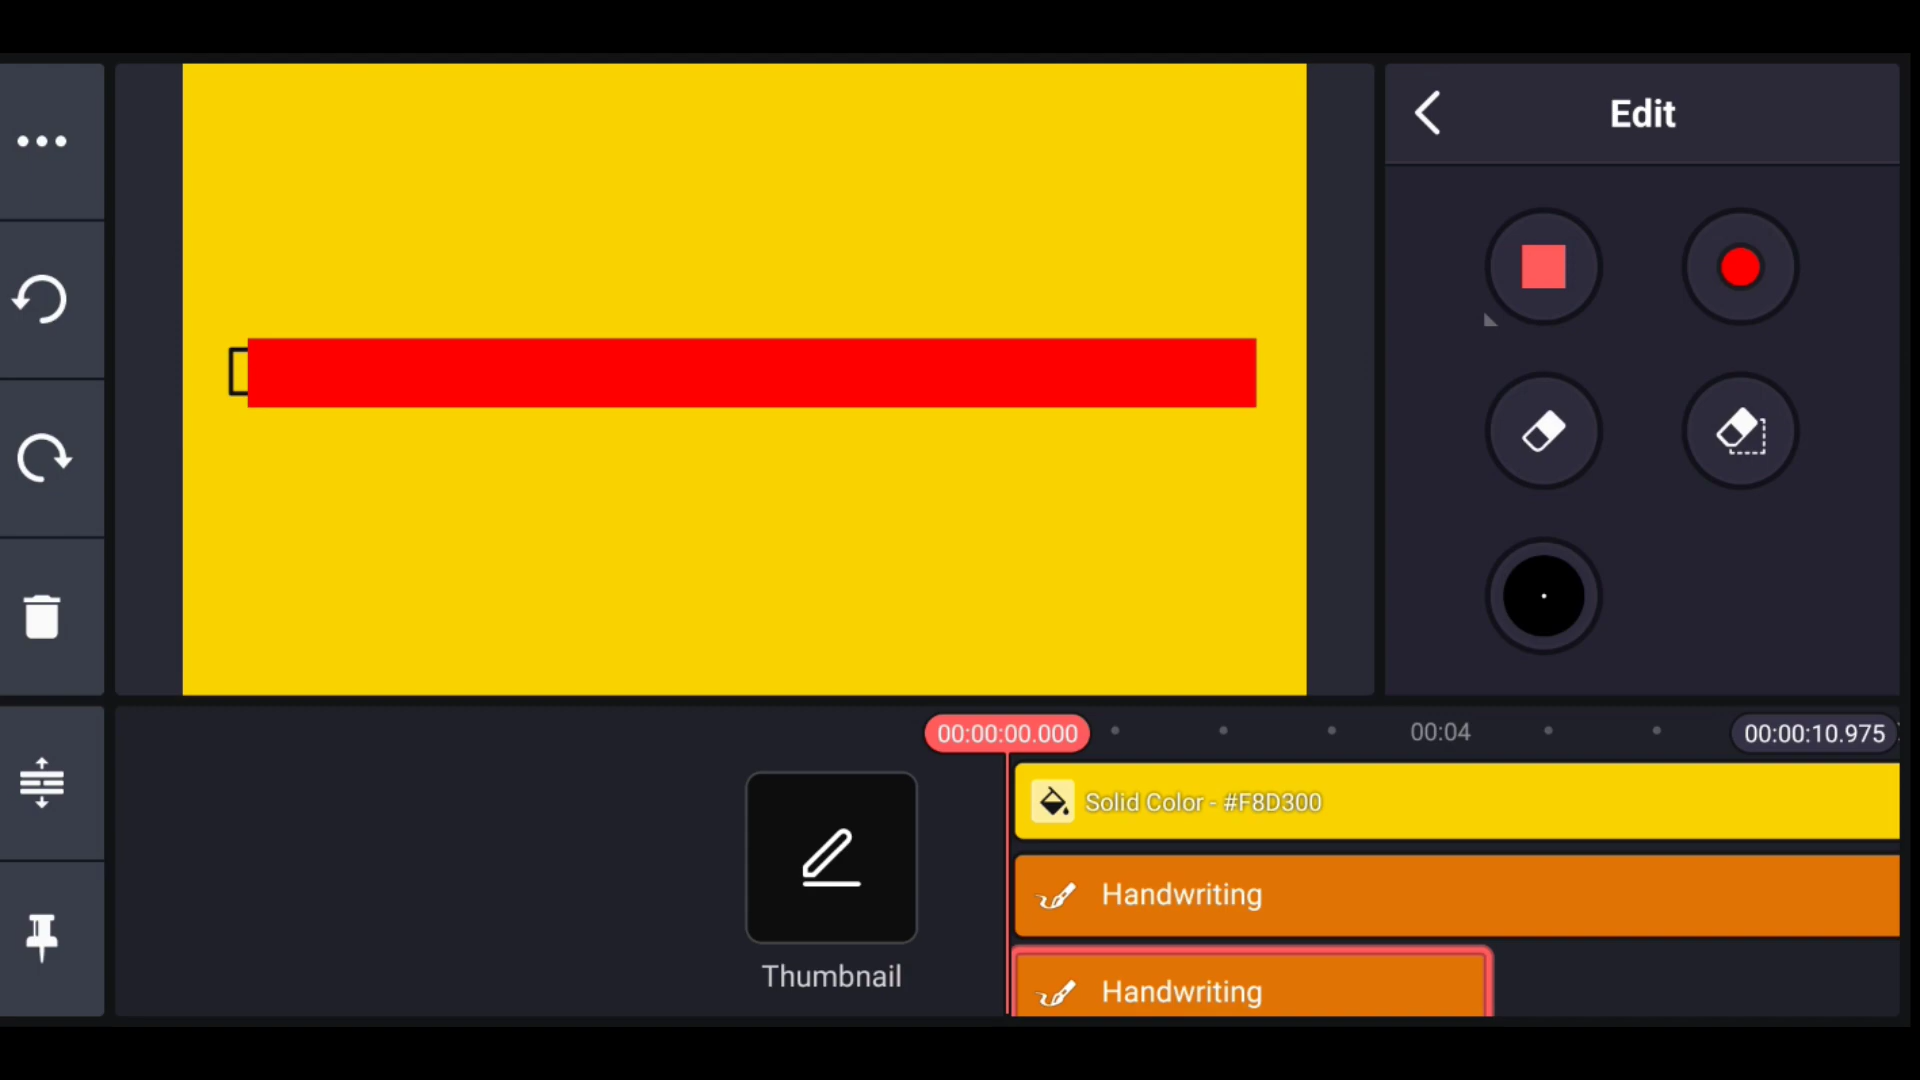 Edit
00:00:00.000
00:04
00:00:10.975
Solid Color - #F8D300
Handwriting
Thumbnail
Handwriting